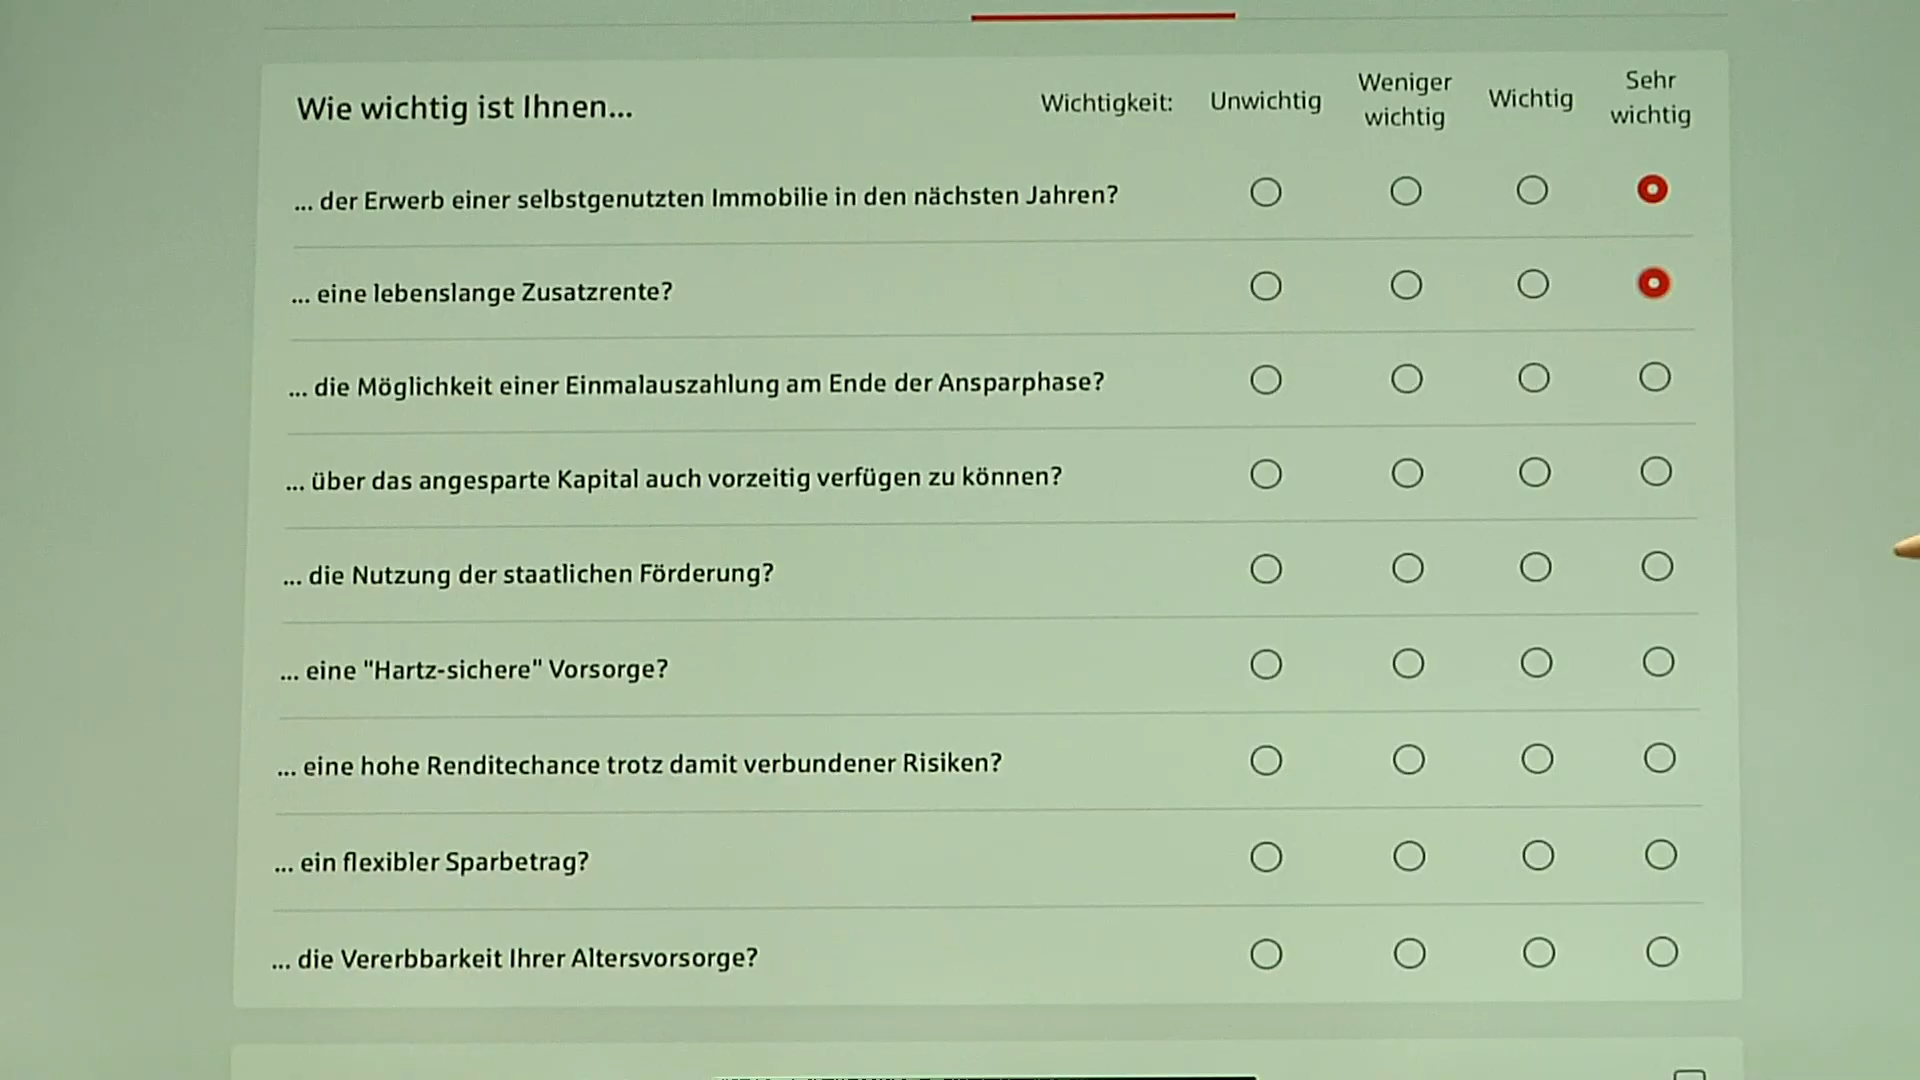 Wie wichtig ist Ihnen...
Wichtigkeit:
Unwichtig
Weniger wichtig
Wichtig
Sehr wichtig
... der Erwerb einer selbstgenutzten Immobilie in den nächsten Jahren?
... eine lebenslange Zusatzrente?
... die Möglichkeit einer Einmalauszahlung am Ende der Ansparphase?
... über das angesparte Kapital auch vorzeitig verfügen zu können?
... die Nutzung der staatlichen Förderung?
... eine "Hartz-sichere" Vorsorge?
... eine hohe Renditechance trotz damit verbundener Risiken?
... ein flexibler Sparbetrag?
... die Vererbbarkeit Ihrer Altersvorsorge?